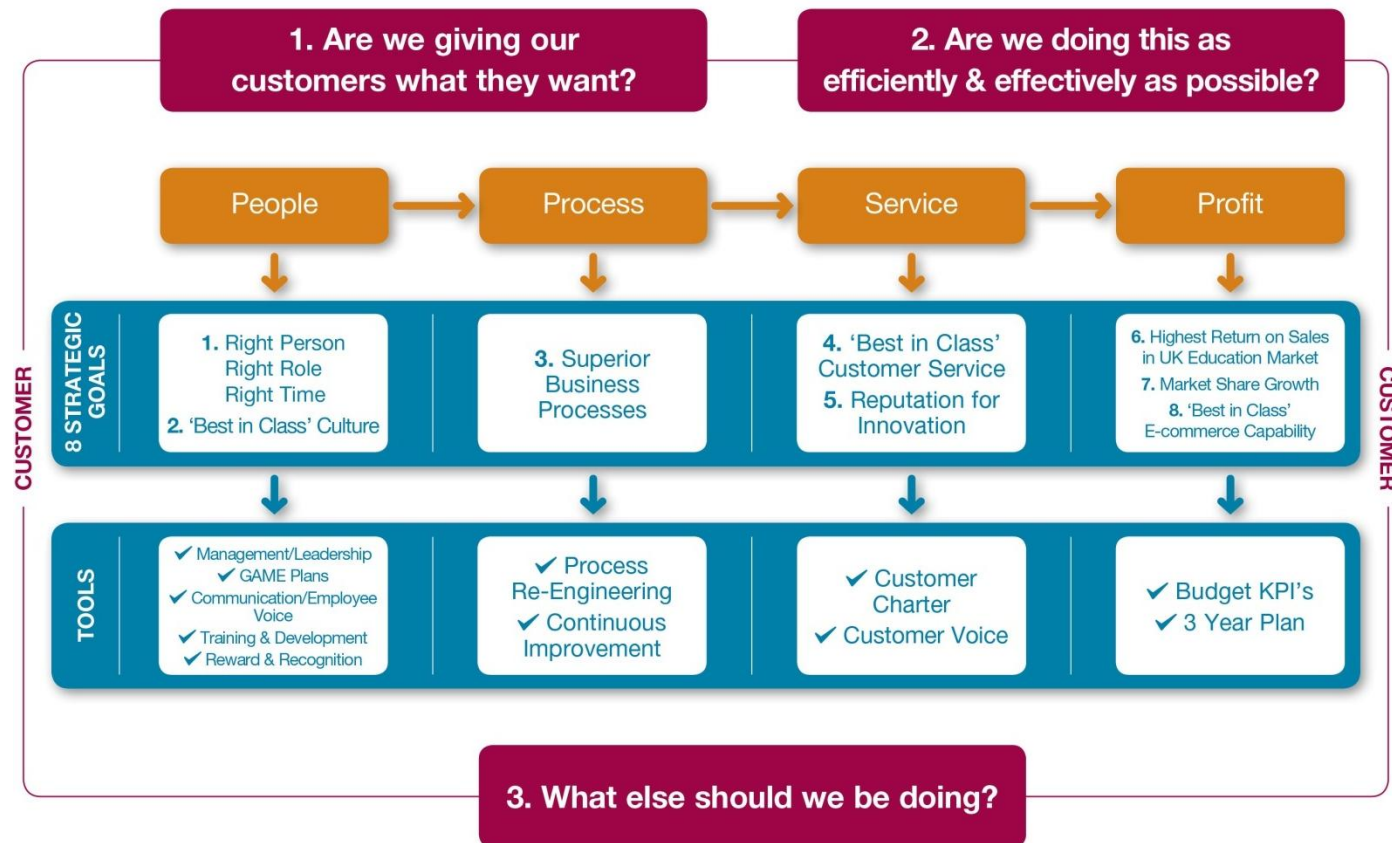 1. Are we giving our
customers what they want?
2. Are we doing this as
efficiently & effectively as possible?
People
Process
Service
Profit
CUSTOMER
8 STRATEGIC
GOALS
1. Right Person
Right Role
Right Time
2. ‘Best in Class’ Culture
3. Superior
Business
Processes
4. ‘Best in Class’
Customer Service
5. Reputation for
Innovation
6. Highest Return on Sales
in UK Education Market
7. Market Share Growth
8. ‘Best in Class’
E-commerce Capability
CUSTOMER
TOOLS
✓ Management/Leadership
✓ GAME Plans
✓ Communication/Employee
Voice
✓ Training & Development
✓ Reward & Recognition
✓ Process
Re-Engineering
✓ Continuous
Improvement
✓ Customer
Charter
✓ Customer Voice
✓ Budget KPI’s
✓ 3 Year Plan
3. What else should we be doing?